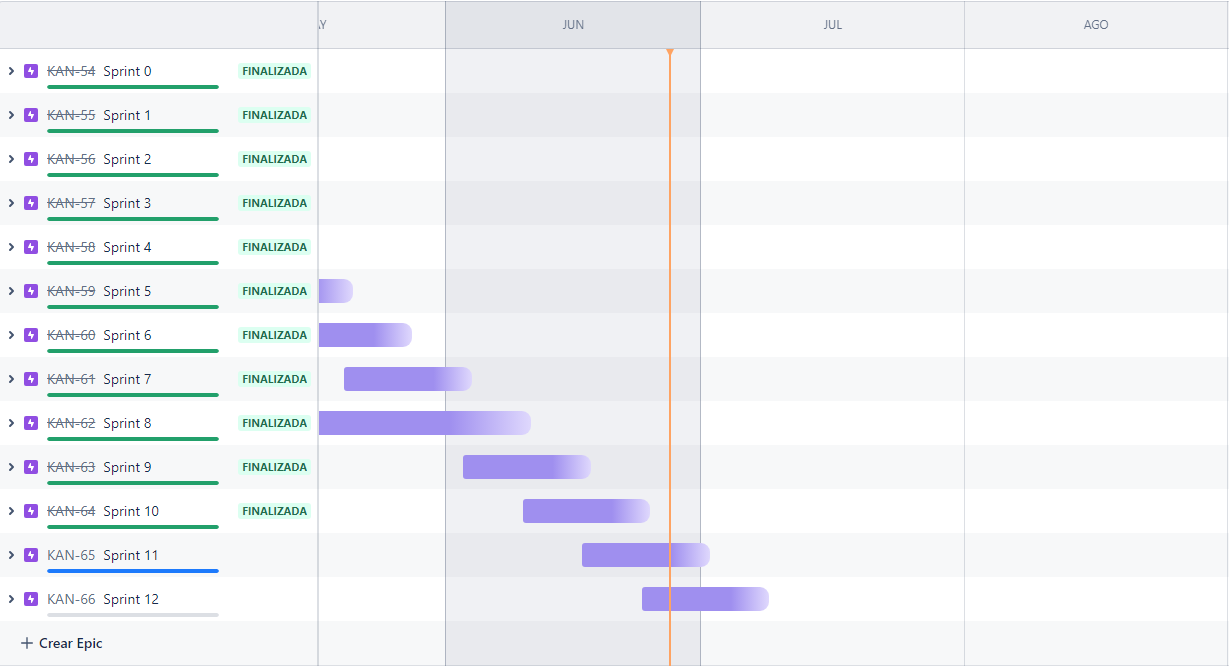 JUN JUL AGO
KAN-54 Sprint 0 FINALIZADA
KAN-55 Sprint 1 FINALIZADA
KAN-56 Sprint 2 FINALIZADA
KAN-57 Sprint 3 FINALIZADA
KAN-58 Sprint 4 FINALIZADA
KAN-59 Sprint 5 FINALIZADA
KAN-60 Sprint 6 FINALIZADA
KAN-61 Sprint 7 FINALIZADA
KAN-62 Sprint 8 FINALIZADA
KAN-63 Sprint 9 FINALIZADA
KAN-64 Sprint 10 FINALIZADA
KAN-65 Sprint 11
KAN-66 Sprint 12
+ Crear Epic